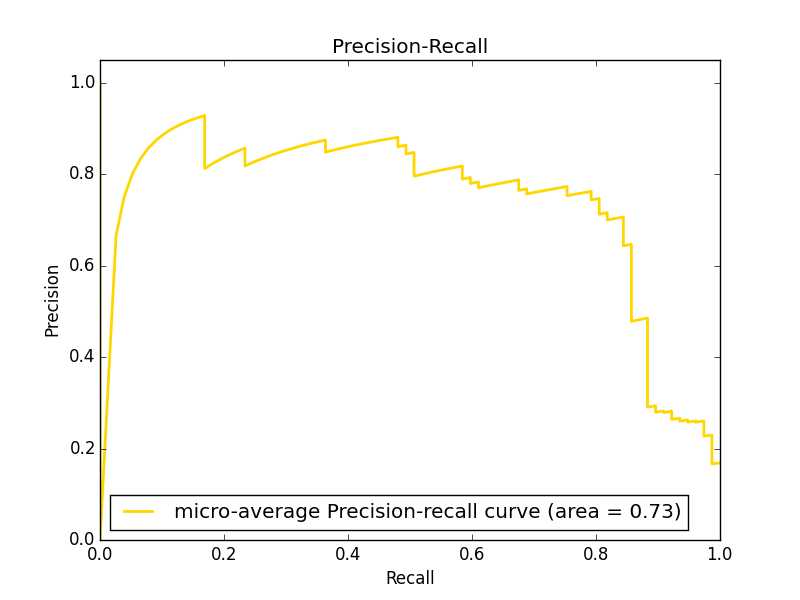 Precision-Recall
1.0
0.8
0.6
0.4
0.2
0.0
Precision
micro-average Precision-recall curve (area = 0.73)
0.0 0.2 0.4 0.6 0.8 1.0
Recall